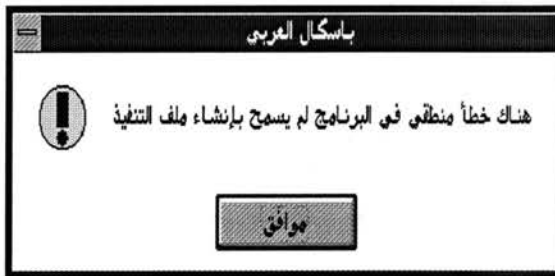 باسكال العربي
هناك خطأ منطقي في البرنامج لم يسمح بإنشاء ملف التنفيذ
موافق